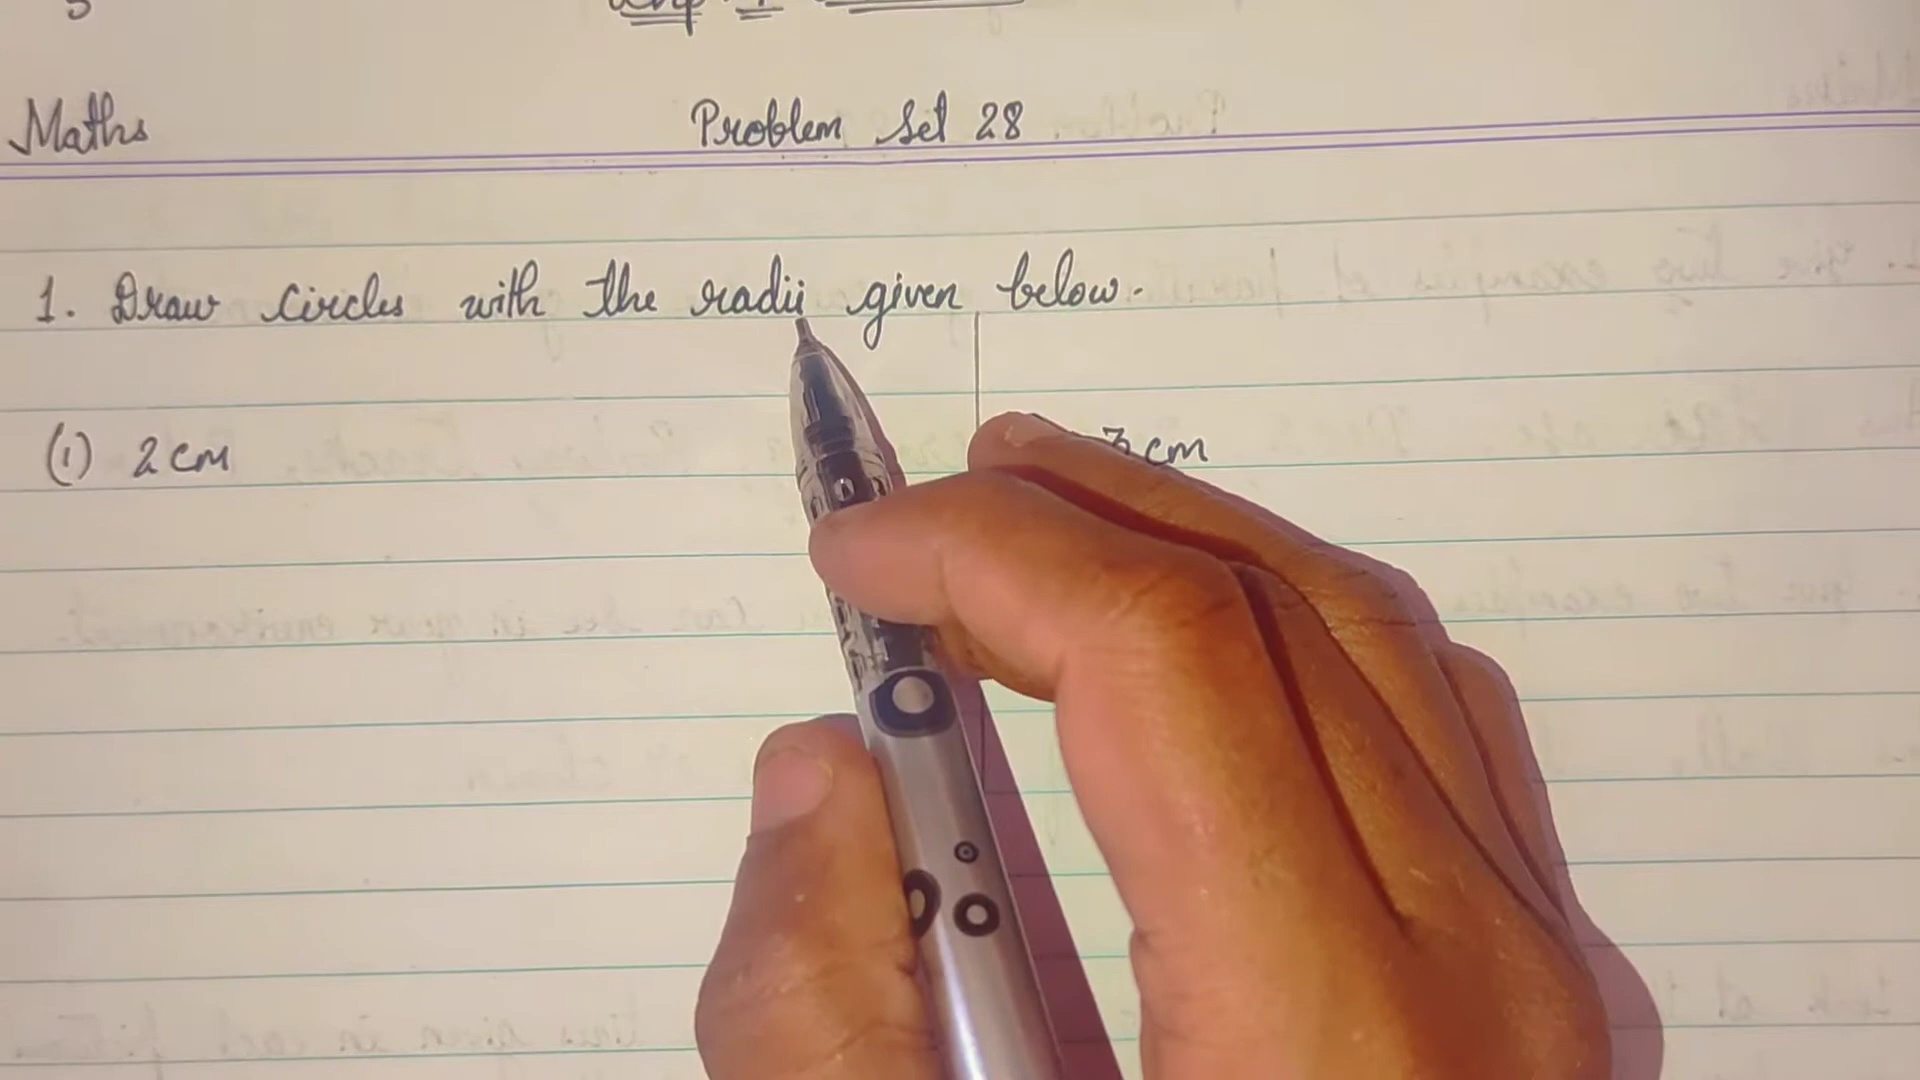 Maths Problem Set 28
1. Draw circles with the radii given below.
(1) 2 cm 3 cm